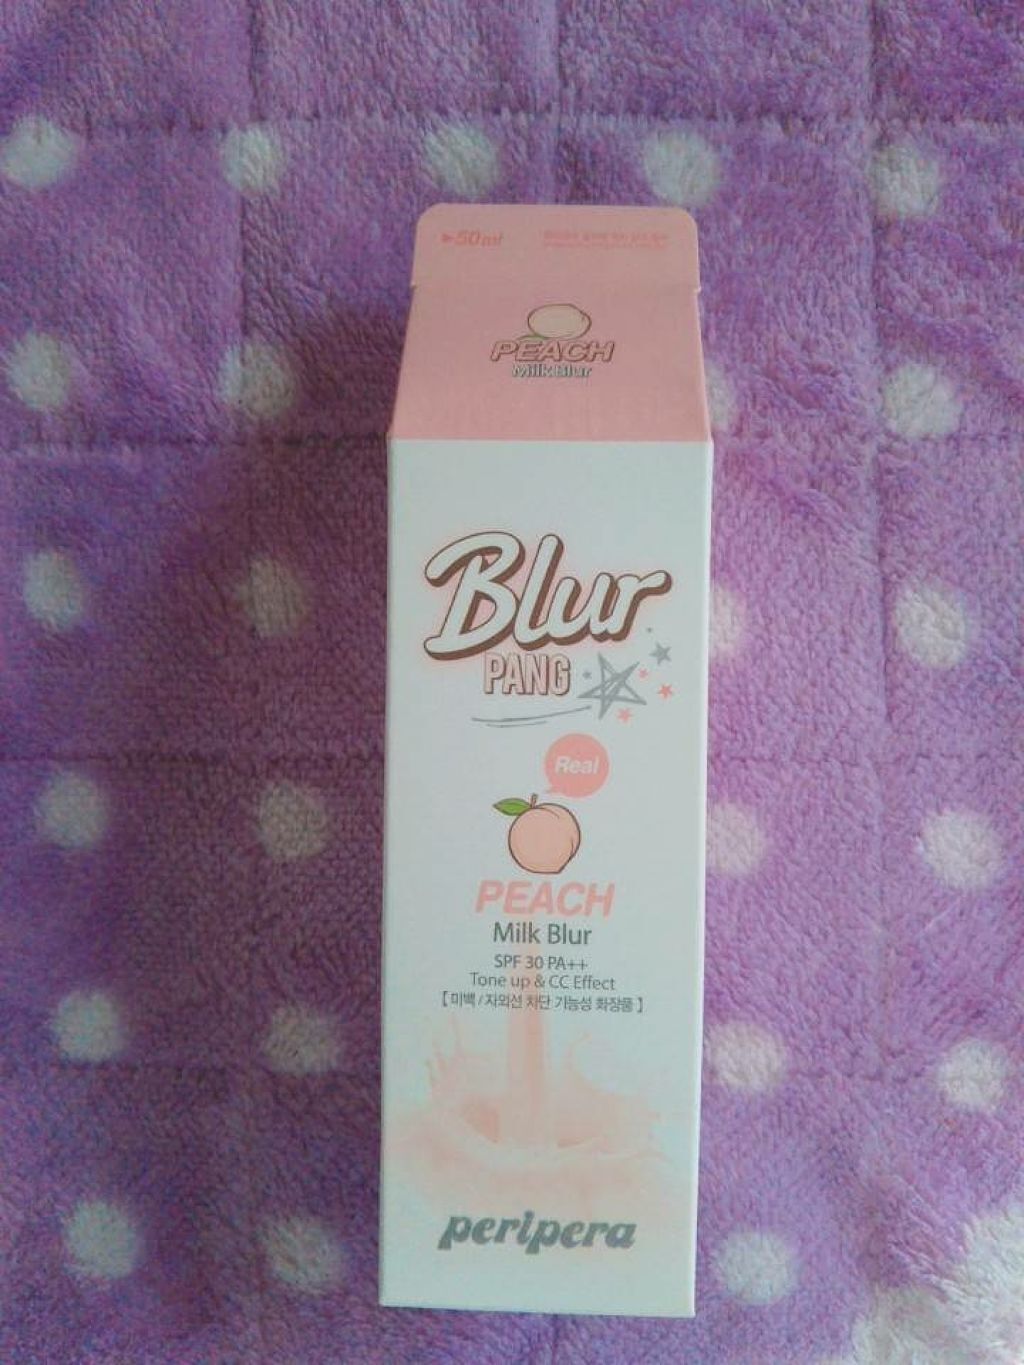 50ml
PEACH
Milk Blur
Blur
PANG
Real
PEACH
Milk Blur
SPF 30 PA++
Tone up & CC Effect
[ 미백 / 자외선 차단 기능성 화장품 ]
peripera